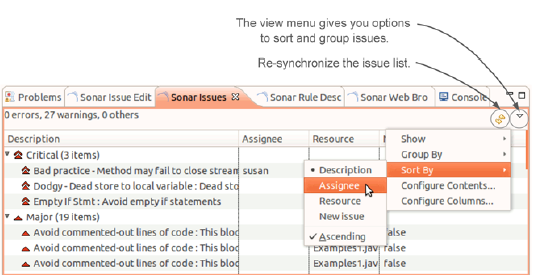 The view menu gives you options
to sort and group issues.
Re-synchronize the issue list.
Problems Sonar Issue Edit Sonar Issues Sonar Rule Desc Sonar Web Bro Console
0 errors, 27 warnings, 0 others
Description Assignee Resource
Show
Critical (3 items)
Group By
Bad practice - Method may fail to close stream susan
Description
Sort By
Dodgy - Dead store to local variable : Dead sto
Assignee
Configure Contents...
Empty If Stmt : Avoid empty if statements
Resource
Configure Columns...
Major (19 items)
New issue
Avoid commented-out lines of code : This bloc
false
Avoid commented-out lines of code : This bloc
Ascending
Examples1.jav false
Avoid commented-out lines of code : This bloc
Examples1.jav false